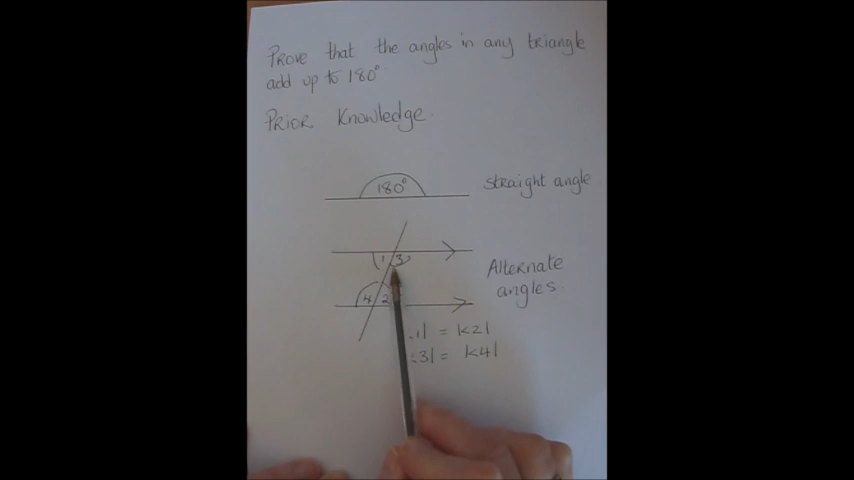 Prove that the angles in any triangle
add up to 180°
Prior Knowledge.
180° straight angle
1 3
Alternate
angles
4 2
1| = |<2|
3| = |<4|